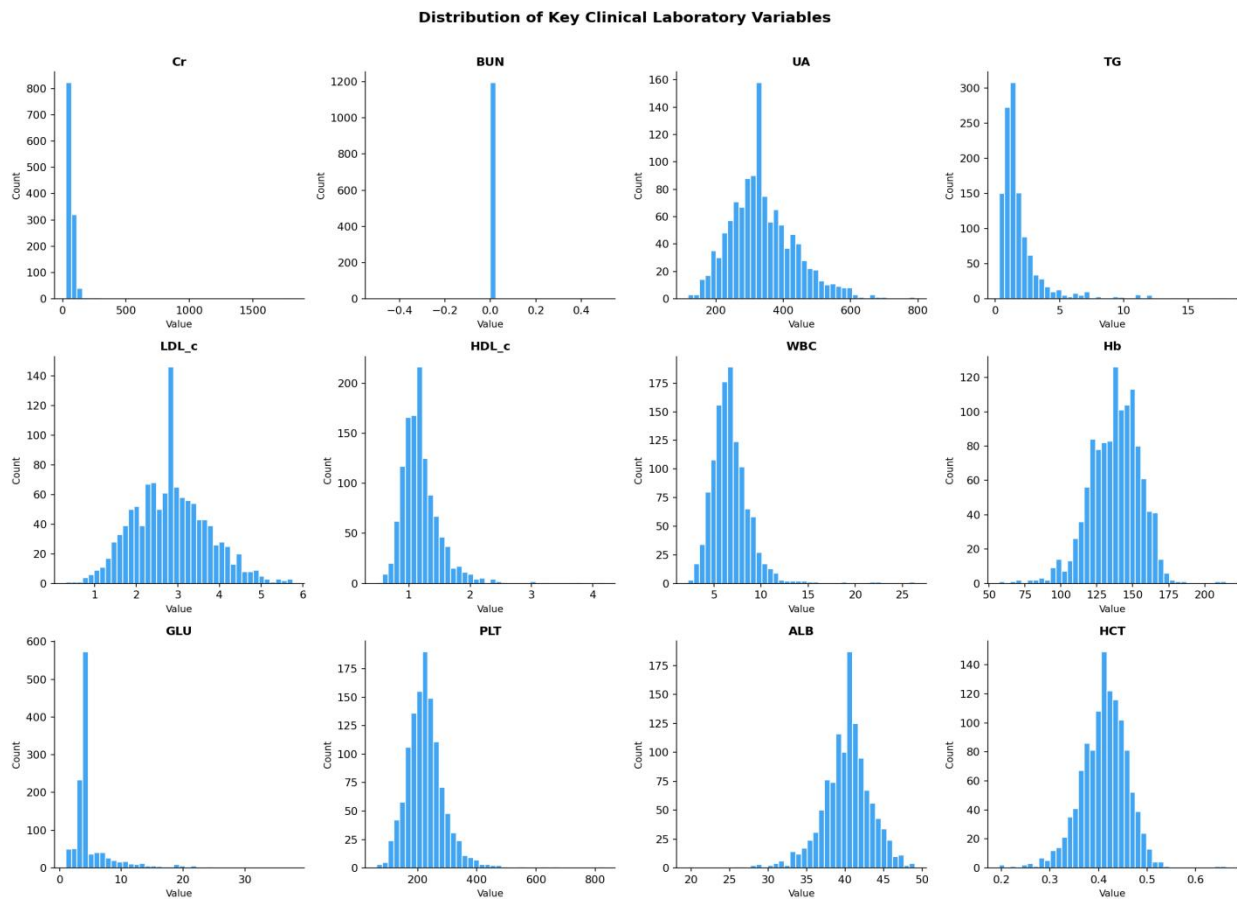 Distribution of Key Clinical Laboratory Variables
Cr BUN UA TG
800
700
600
500
400
300
200
100
0
Count
0 500 1000 1500
Value
1200
1000
800
600
400
200
0
Count
−0.4 −0.2 0.0 0.2 0.4
Value
160
140
120
100
80
60
40
20
0
Count
200 400 600 800
Value
300
250
200
150
100
50
0
Count
0 5 10 15
Value
LDL_c HDL_c WBC Hb
140
120
100
80
60
40
20
0
Count
1 2 3 4 5 6
Value
200
150
100
50
0
Count
1 2 3 4
Value
175
150
125
100
75
50
25
0
Count
5 10 15 20 25
Value
120
100
80
60
40
20
0
Count
50 75 100 125 150 175 200
Value
GLU PLT ALB HCT
600
500
400
300
200
100
0
Count
0 10 20 30
Value
175
150
125
100
75
50
25
0
Count
200 400 600 800
Value
175
150
125
100
75
50
25
0
Count
20 25 30 35 40 45 50
Value
140
120
100
80
60
40
20
0
Count
0.2 0.3 0.4 0.5 0.6
Value